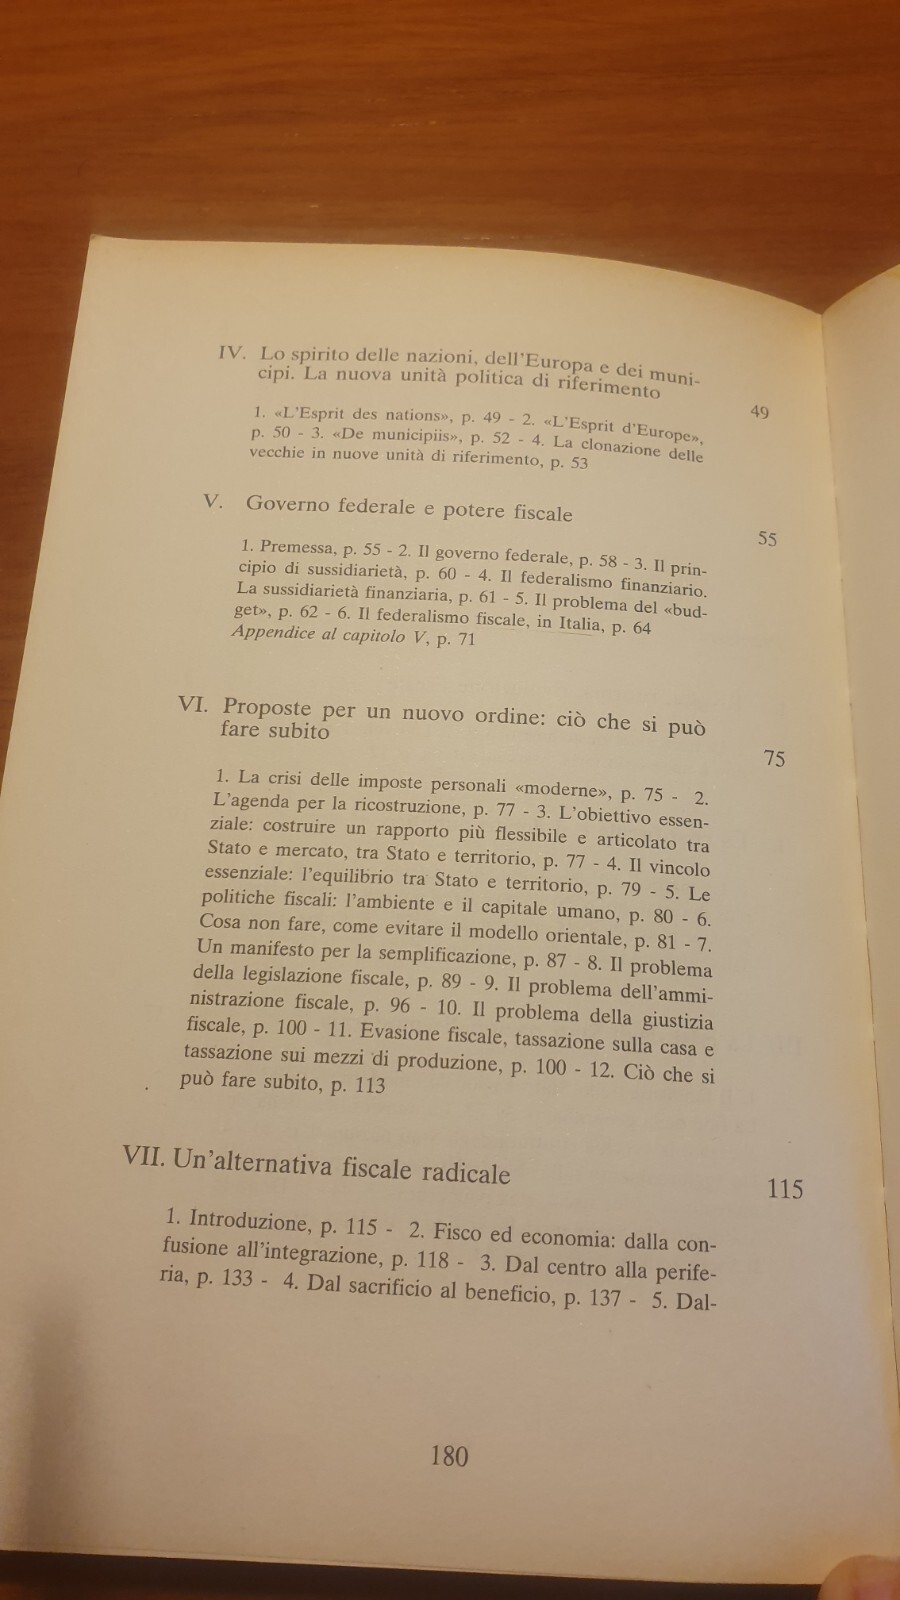 IV. Lo spirito delle nazioni, dell'Europa e dei muni-
cipi. La nuova unità politica di riferimento 49
1. «L'Esprit des nations», p. 49 - 2. «L'Esprit d'Europe»,
p. 50 - 3. «De municipiis», p. 52 - 4. La clonazione delle
vecchie in nuove unità di riferimento, p. 53
V. Governo federale e potere fiscale 55
1. Premessa, p. 55 - 2. Il governo federale, p. 58 - 3. Il prin-
cipio di sussidiarietà, p. 60 - 4. Il federalismo finanziario.
La sussidiarietà finanziaria, p. 61 - 5. Il problema del «bud-
get», p. 62 - 6. Il federalismo fiscale, in Italia, p. 64
Appendice al capitolo V, p. 71
VI. Proposte per un nuovo ordine: ciò che si può
fare subito 75
1. La crisi delle imposte personali «moderne», p. 75 - 2.
L'agenda per la ricostruzione, p. 77 - 3. L'obiettivo essen-
ziale: costruire un rapporto più flessibile e articolato tra
Stato e mercato, tra Stato e territorio, p. 77 - 4. Il vincolo
essenziale: l'equilibrio tra Stato e territorio, p. 79 - 5. Le
politiche fiscali: l'ambiente e il capitale umano, p. 80 - 6.
Cosa non fare, come evitare il modello orientale, p. 81 - 7.
Un manifesto per la semplificazione, p. 87 - 8. Il problema
della legislazione fiscale, p. 89 - 9. Il problema dell'ammi-
nistrazione fiscale, p. 96 - 10. Il problema della giustizia
fiscale, p. 100 - 11. Evasione fiscale, tassazione sulla casa e
tassazione sui mezzi di produzione, p. 100 - 12. Ciò che si
può fare subito, p. 113
VII. Un'alternativa fiscale radicale 115
1. Introduzione, p. 115 - 2. Fisco ed economia: dalla con-
fusione all'integrazione, p. 118 - 3. Dal centro alla perife-
ria, p. 133 - 4. Dal sacrificio al beneficio, p. 137 - 5. Dal-
180